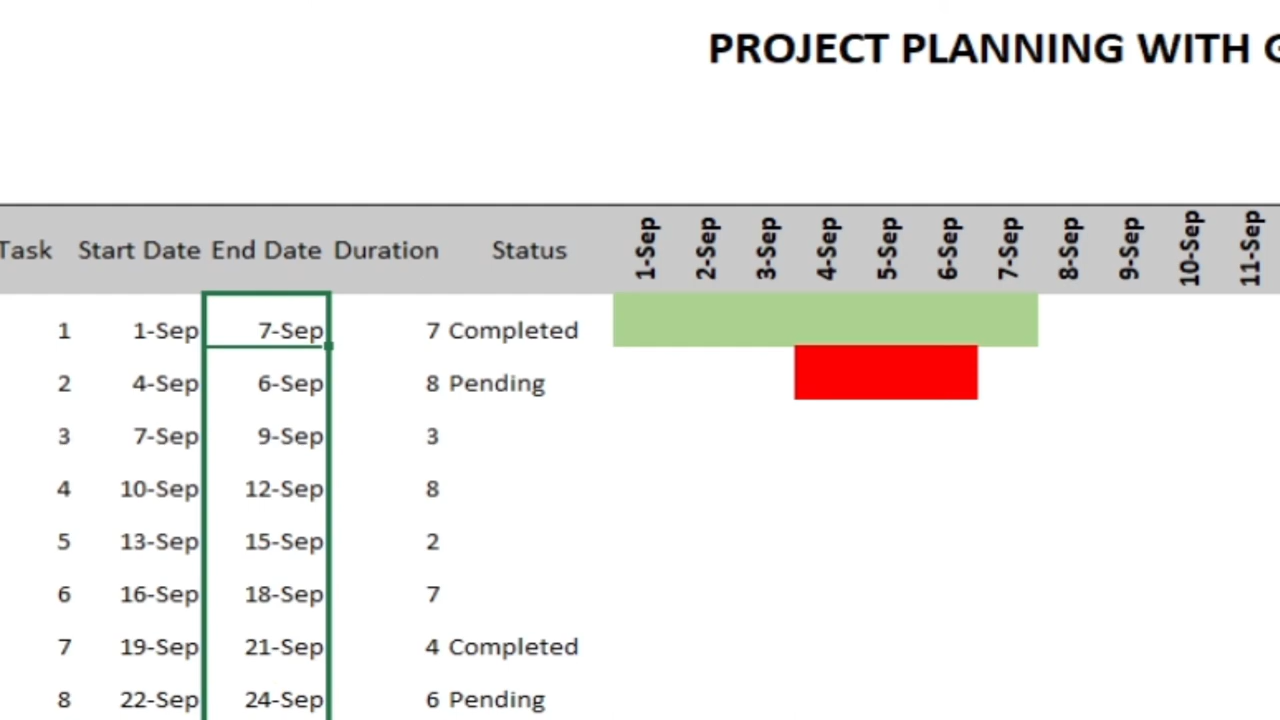 PROJECT PLANNING WITH
Task Start Date End Date Duration Status 1-Sep 2-Sep 3-Sep 4-Sep 5-Sep 6-Sep 7-Sep 8-Sep 9-Sep 10-Sep 11-Sep
1 1-Sep 7-Sep 7 Completed
2 4-Sep 6-Sep 8 Pending
3 7-Sep 9-Sep 3
4 10-Sep 12-Sep 8
5 13-Sep 15-Sep 2
6 16-Sep 18-Sep 7
7 19-Sep 21-Sep 4 Completed
8 22-Sep 24-Sep 6 Pending